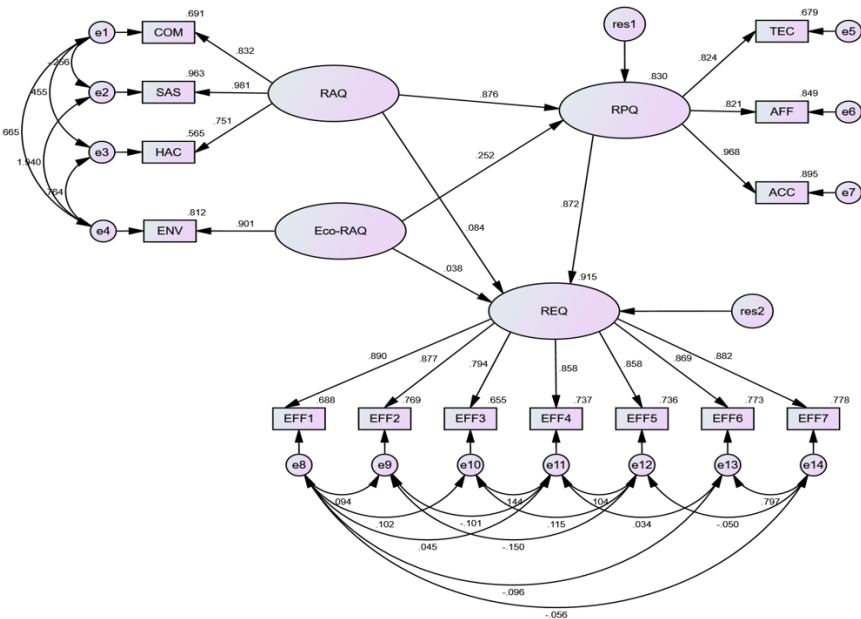 .691
e1
COM
.832
-.256
.963
e2
SAS
.981
.455
.565
e3
HAC
.751
665
1.940
.764
.812
e4
ENV
.901
RAQ
Eco-RAQ
.876
.252
.084
.038
res1
.830
RPQ
.824
.821
.968
.679
TEC
e5
.849
AFF
e6
.895
ACC
e7
.872
.915
REQ
res2
.890
.877
.794
.858
.858
.869
.882
.688
.769
.655
.737
.736
.773
.778
EFF1
EFF2
EFF3
EFF4
EFF5
EFF6
EFF7
e8
e9
e10
e11
e12
e13
e14
.094
.144
.104
.797
.102
-.101
.115
.034
-.050
.045
-.150
-.096
-.056